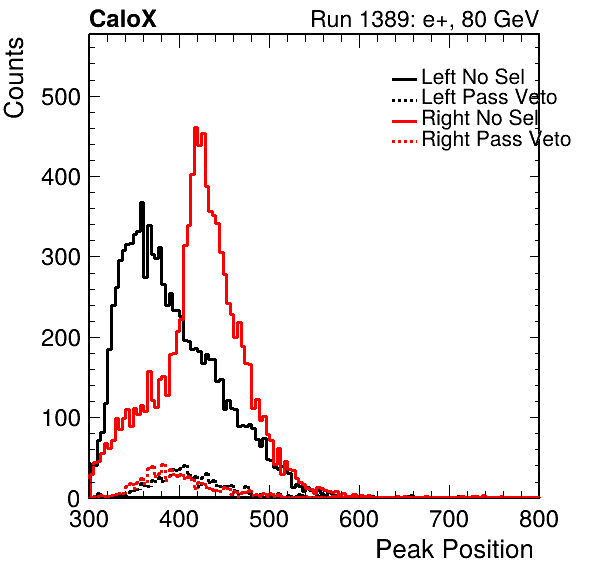 CaloX
Run 1389: e+, 80 GeV
Counts
Left No Sel
Left Pass Veto
Right No Sel
Right Pass Veto
500
400
300
200
100
0
300 400 500 600 700 800
Peak Position